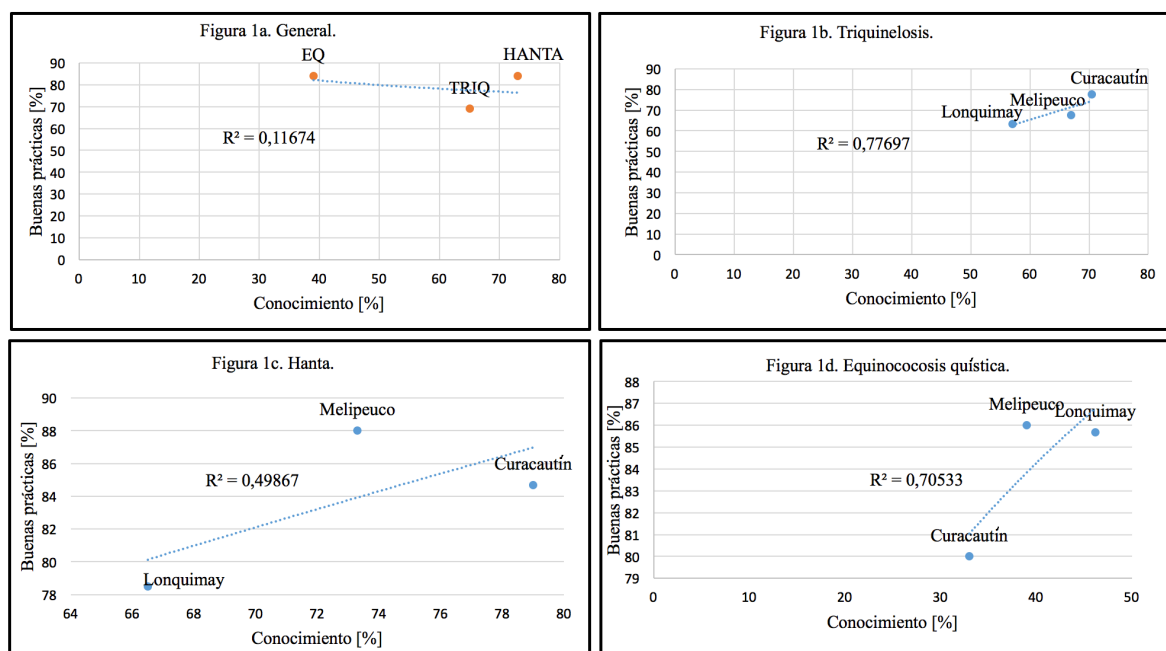 Figura 1a. General.
Buenas prácticas [%]
90
80
70
60
50
40
30
20
10
0
EQ
HANTA
TRIQ
R² = 0,11674
0 10 20 30 40 50 60 70 80
Conocimiento [%]
Figura 1b. Triquinelosis.
Buenas prácticas [%]
90
80
70
60
50
40
30
20
10
0
Curacautín
Melipeuco
Lonquimay
R² = 0,77697
0 10 20 30 40 50 60 70 80
Conocimiento [%]
Figura 1c. Hanta.
Buenas prácticas [%]
90
88
86
84
82
80
78
Melipeuco
Curacautín
R² = 0,49867
Lonquimay
64 66 68 70 72 74 76 78 80
Conocimiento [%]
Figura 1d. Equinococosis quística.
Buenas prácticas [%]
88
87
86
85
84
83
82
81
80
79
Melipeuco
Lonquimay
R² = 0,70533
Curacautín
0 10 20 30 40 50
Conocimiento [%]